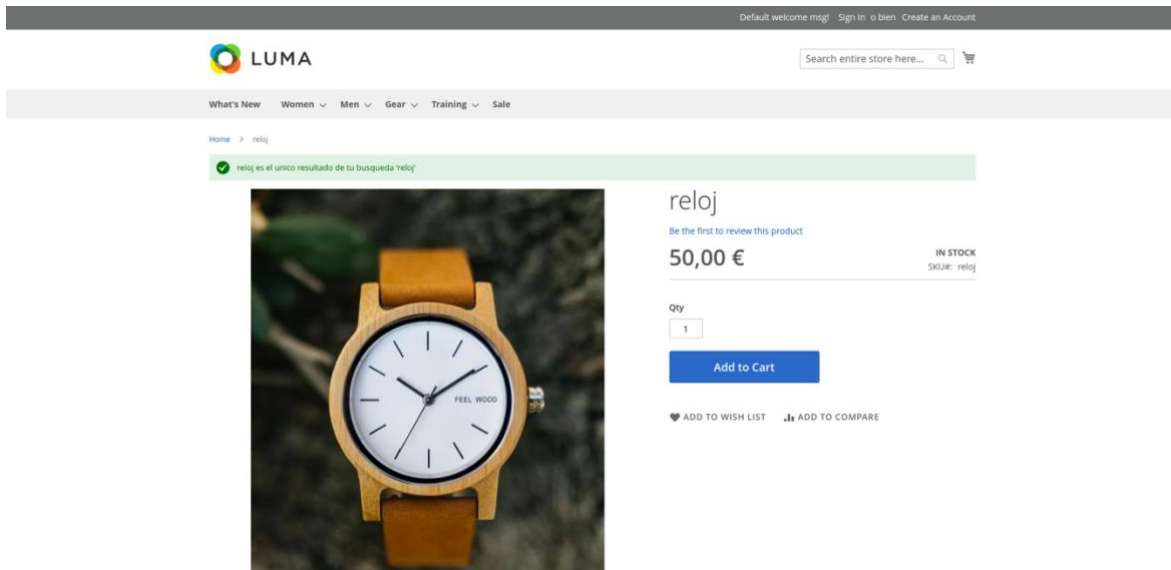 Default welcome msg! Sign In o bien Create an Account
LUMA
Search entire store here...
What's New Women Men Gear Training Sale
Home > reloj
reloj es el unico resultado de tu busqueda 'reloj'
reloj
Be the first to review this product
50,00 €
IN STOCK
SKU#: reloj
Qty
1
Add to Cart
ADD TO WISH LIST ADD TO COMPARE
FEEL WOOD